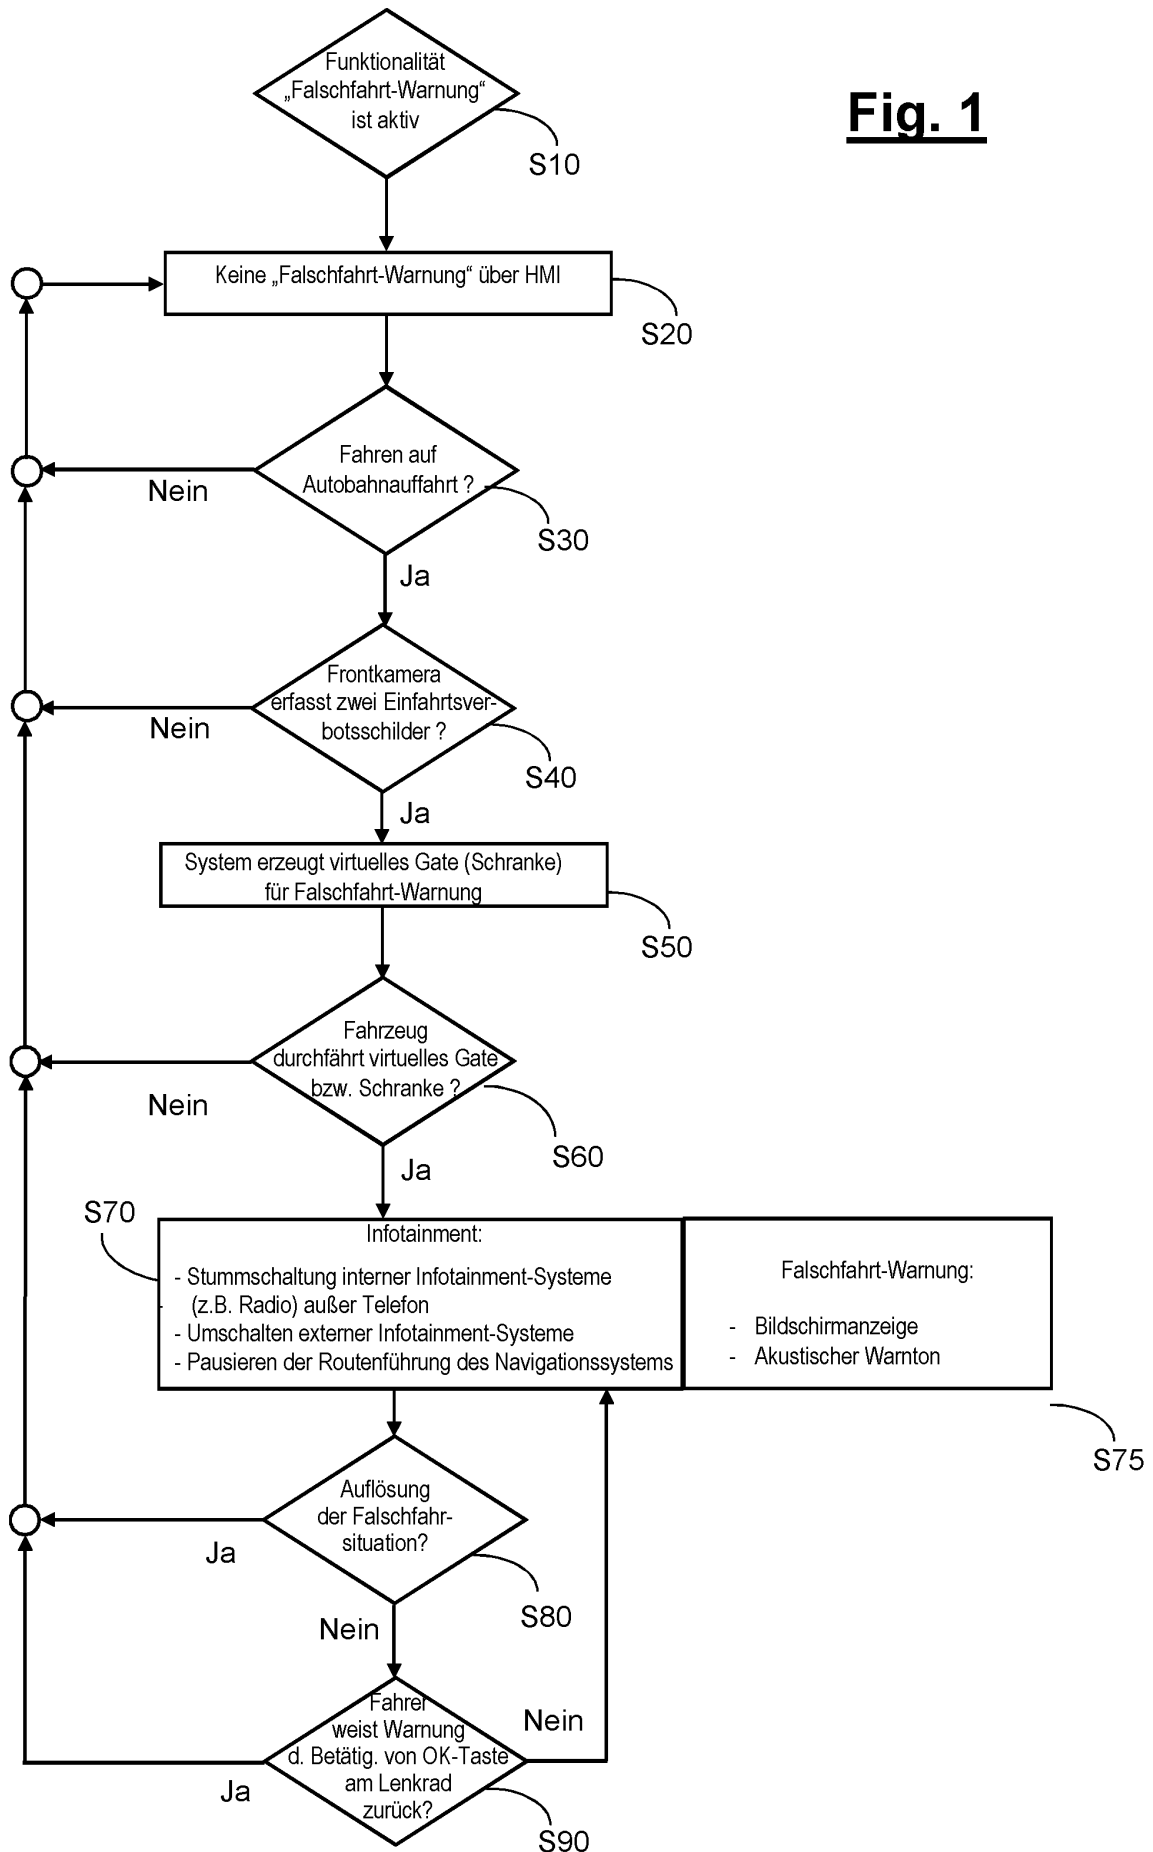 Funktionalität
„Falschfahrt-Warnung“
ist aktiv
Fig. 1
S10
Keine „Falschfahrt-Warnung“ über HMI
S20
Fahren auf
Autobahnauffahrt ?
Nein
S30
Ja
Frontkamera
erfasst zwei Einfahrtsver-
botsschilder ?
Nein
S40
Ja
System erzeugt virtuelles Gate (Schranke)
für Falschfahrt-Warnung
S50
Fahrzeug
durchfährt virtuelles Gate
bzw. Schranke ?
Nein
S60
Ja
S70
Infotainment:
- Stummschaltung interner Infotainment-Systeme
(z.B. Radio) außer Telefon
- Umschalten externer Infotainment-Systeme
- Pausieren der Routenführung des Navigationssystems
Falschfahrt-Warnung:
- Bildschirmanzeige
- Akustischer Warnton
S75
Auflösung
der Falschfahr-
situation?
Ja
S80
Nein
Fahrer
weist Warnung
d. Betätig. von OK-Taste
am Lenkrad
zurück?
Nein
Ja
S90